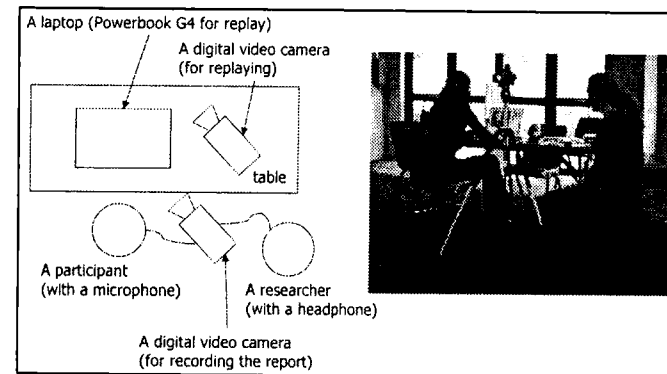 A laptop (Powerbook G4 for replay)
A digital video camera
(for replaying)
table
A participant
(with a microphone)
A researcher
(with a headphone)
A digital video camera
(for recording the report)